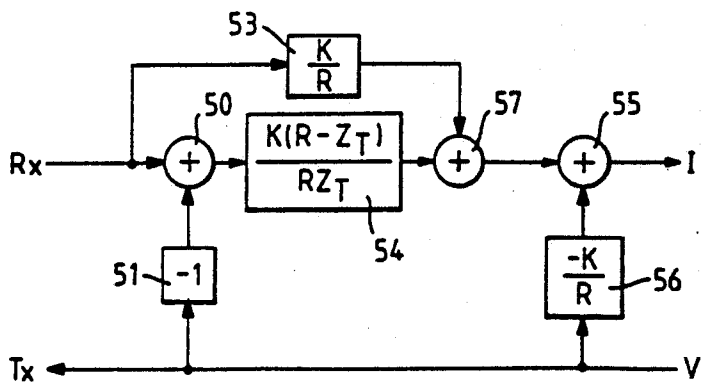 53
K
R
50
57
55
Rx
+
K(R-ZT)
RZT
+
+
I
51
-1
54
-K
R
56
Tx
V